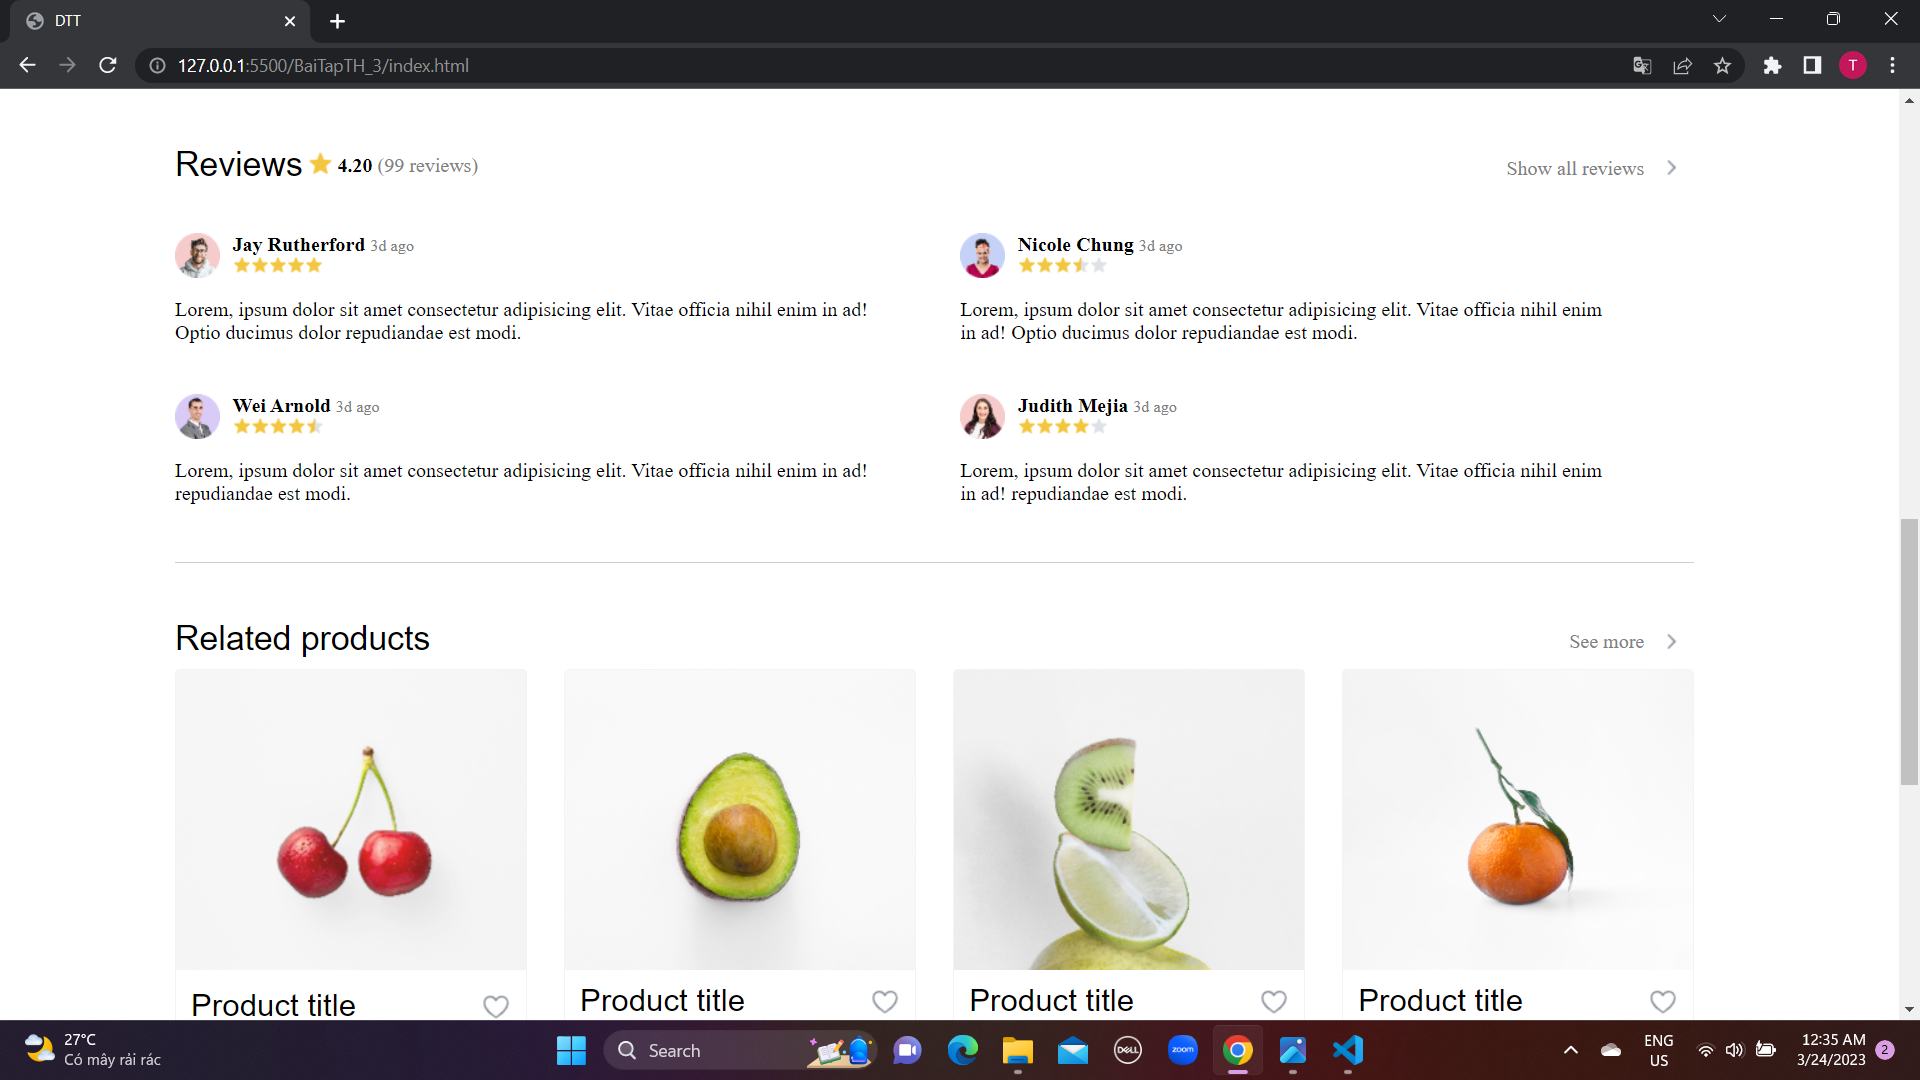 DTT
127.0.0.1:5500/BaiTapTH_3/index.html
T
Reviews 4.20 (99 reviews)
Show all reviews
Jay Rutherford 3d ago
Lorem, ipsum dolor sit amet consectetur adipisicing elit. Vitae officia nihil enim in ad!
Optio ducimus dolor repudiandae est modi.
Nicole Chung 3d ago
Lorem, ipsum dolor sit amet consectetur adipisicing elit. Vitae officia nihil enim
in ad! Optio ducimus dolor repudiandae est modi.
Wei Arnold 3d ago
Lorem, ipsum dolor sit amet consectetur adipisicing elit. Vitae officia nihil enim in ad!
repudiandae est modi.
Judith Mejia 3d ago
Lorem, ipsum dolor sit amet consectetur adipisicing elit. Vitae officia nihil enim
in ad! repudiandae est modi.
Related products
See more
Product title
Product title
Product title
Product title
27°C
Có mây rải rác
Search
DELL
zoom
ENG
US
12:35 AM
3/24/2023
2